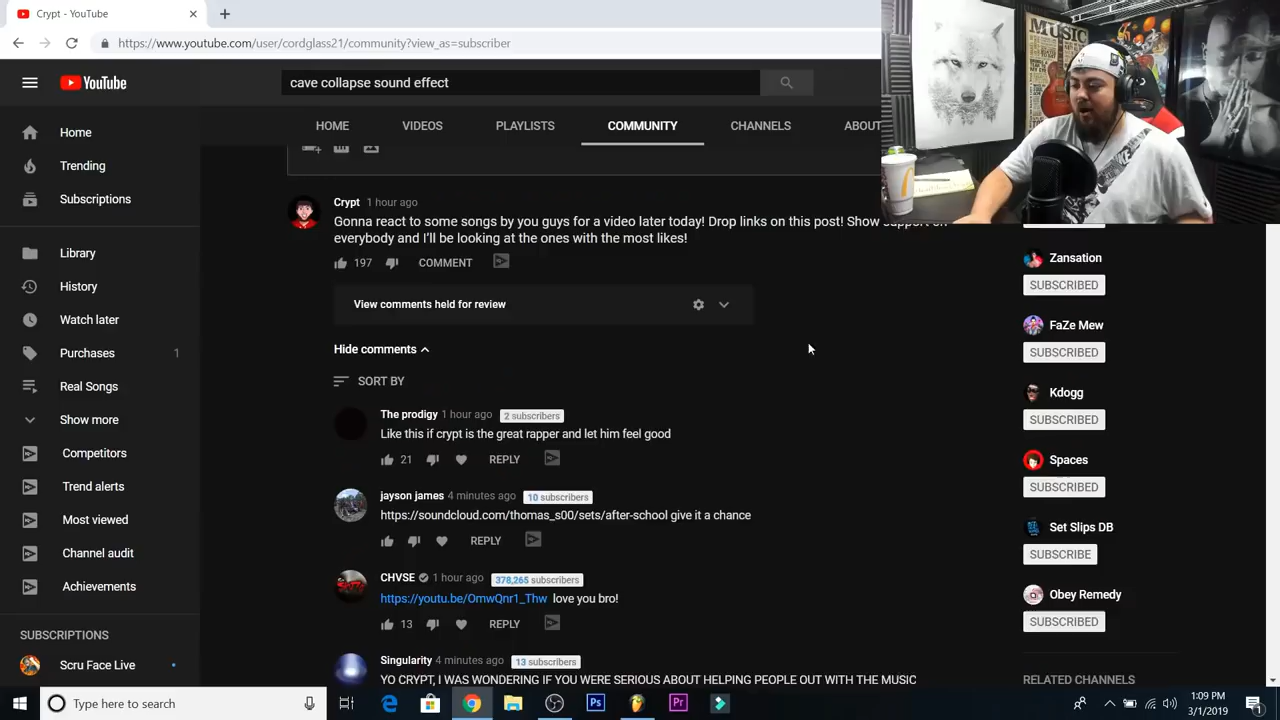 Crypt - YouTube
https://www.youtube.com/user/cordglass21/community?view_as=subscriber
YouTube
cave collapse sound effect
MUSIC
HOME
VIDEOS
PLAYLISTS
COMMUNITY
CHANNELS
ABOUT
Home
Trending
Subscriptions
Library
History
Watch later
Purchases 1
Real Songs
Show more
Competitors
Trend alerts
Most viewed
Channel audit
Achievements
SUBSCRIPTIONS
Scru Face Live
Crypt 1 hour ago
Gonna react to some songs by you guys for a video later today! Drop links on this post! Show support on
everybody and I'll be looking at the ones with the most likes!
197 COMMENT
View comments held for review
Hide comments
SORT BY
The prodigy 1 hour ago 2 subscribers
Like this if crypt is the great rapper and let him feel good
21 REPLY
jaydon james 4 minutes ago 10 subscribers
https://soundcloud.com/thomas_s00/sets/after-school give it a chance
REPLY
CHVSE 1 hour ago 378,265 subscribers
https://youtu.be/OmwQnr1_Thw love you bro!
13 REPLY
Singularity 4 minutes ago 13 subscribers
YO CRYPT, I WAS WONDERING IF YOU WERE SERIOUS ABOUT HELPING PEOPLE OUT WITH THE MUSIC
Zansation
SUBSCRIBED
FaZe Mew
SUBSCRIBED
Kdogg
SUBSCRIBED
Spaces
SUBSCRIBED
Set Slips DB
SUBSCRIBE
Obey Remedy
SUBSCRIBED
RELATED CHANNELS
Type here to search
Ps
Pr
1:09 PM
3/1/2019
1